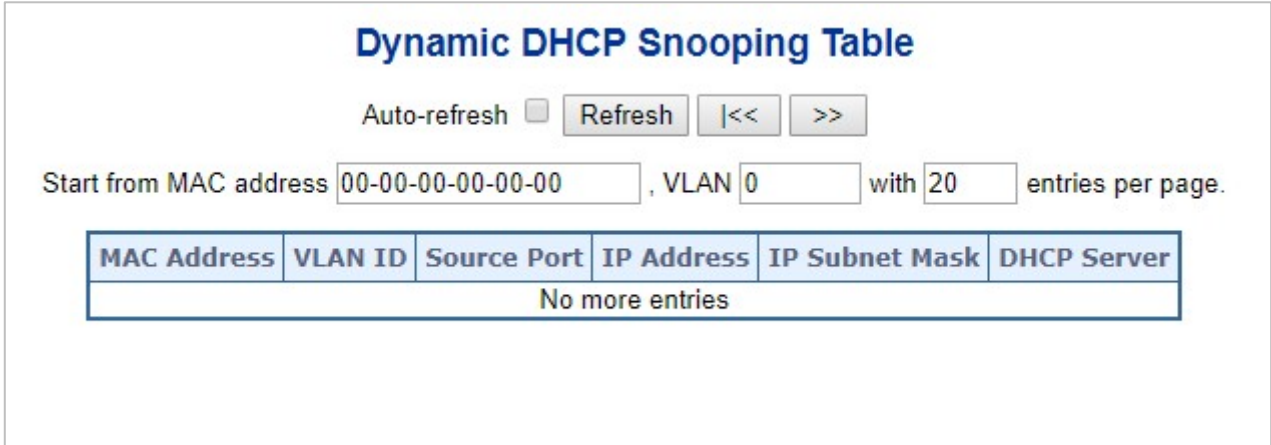 Dynamic DHCP Snooping Table
Auto-refresh Refresh |<< >>
Start from MAC address 00-00-00-00-00-00 , VLAN 0 with 20 entries per page.
MAC Address VLAN ID Source Port IP Address IP Subnet Mask DHCP Server
No more entries